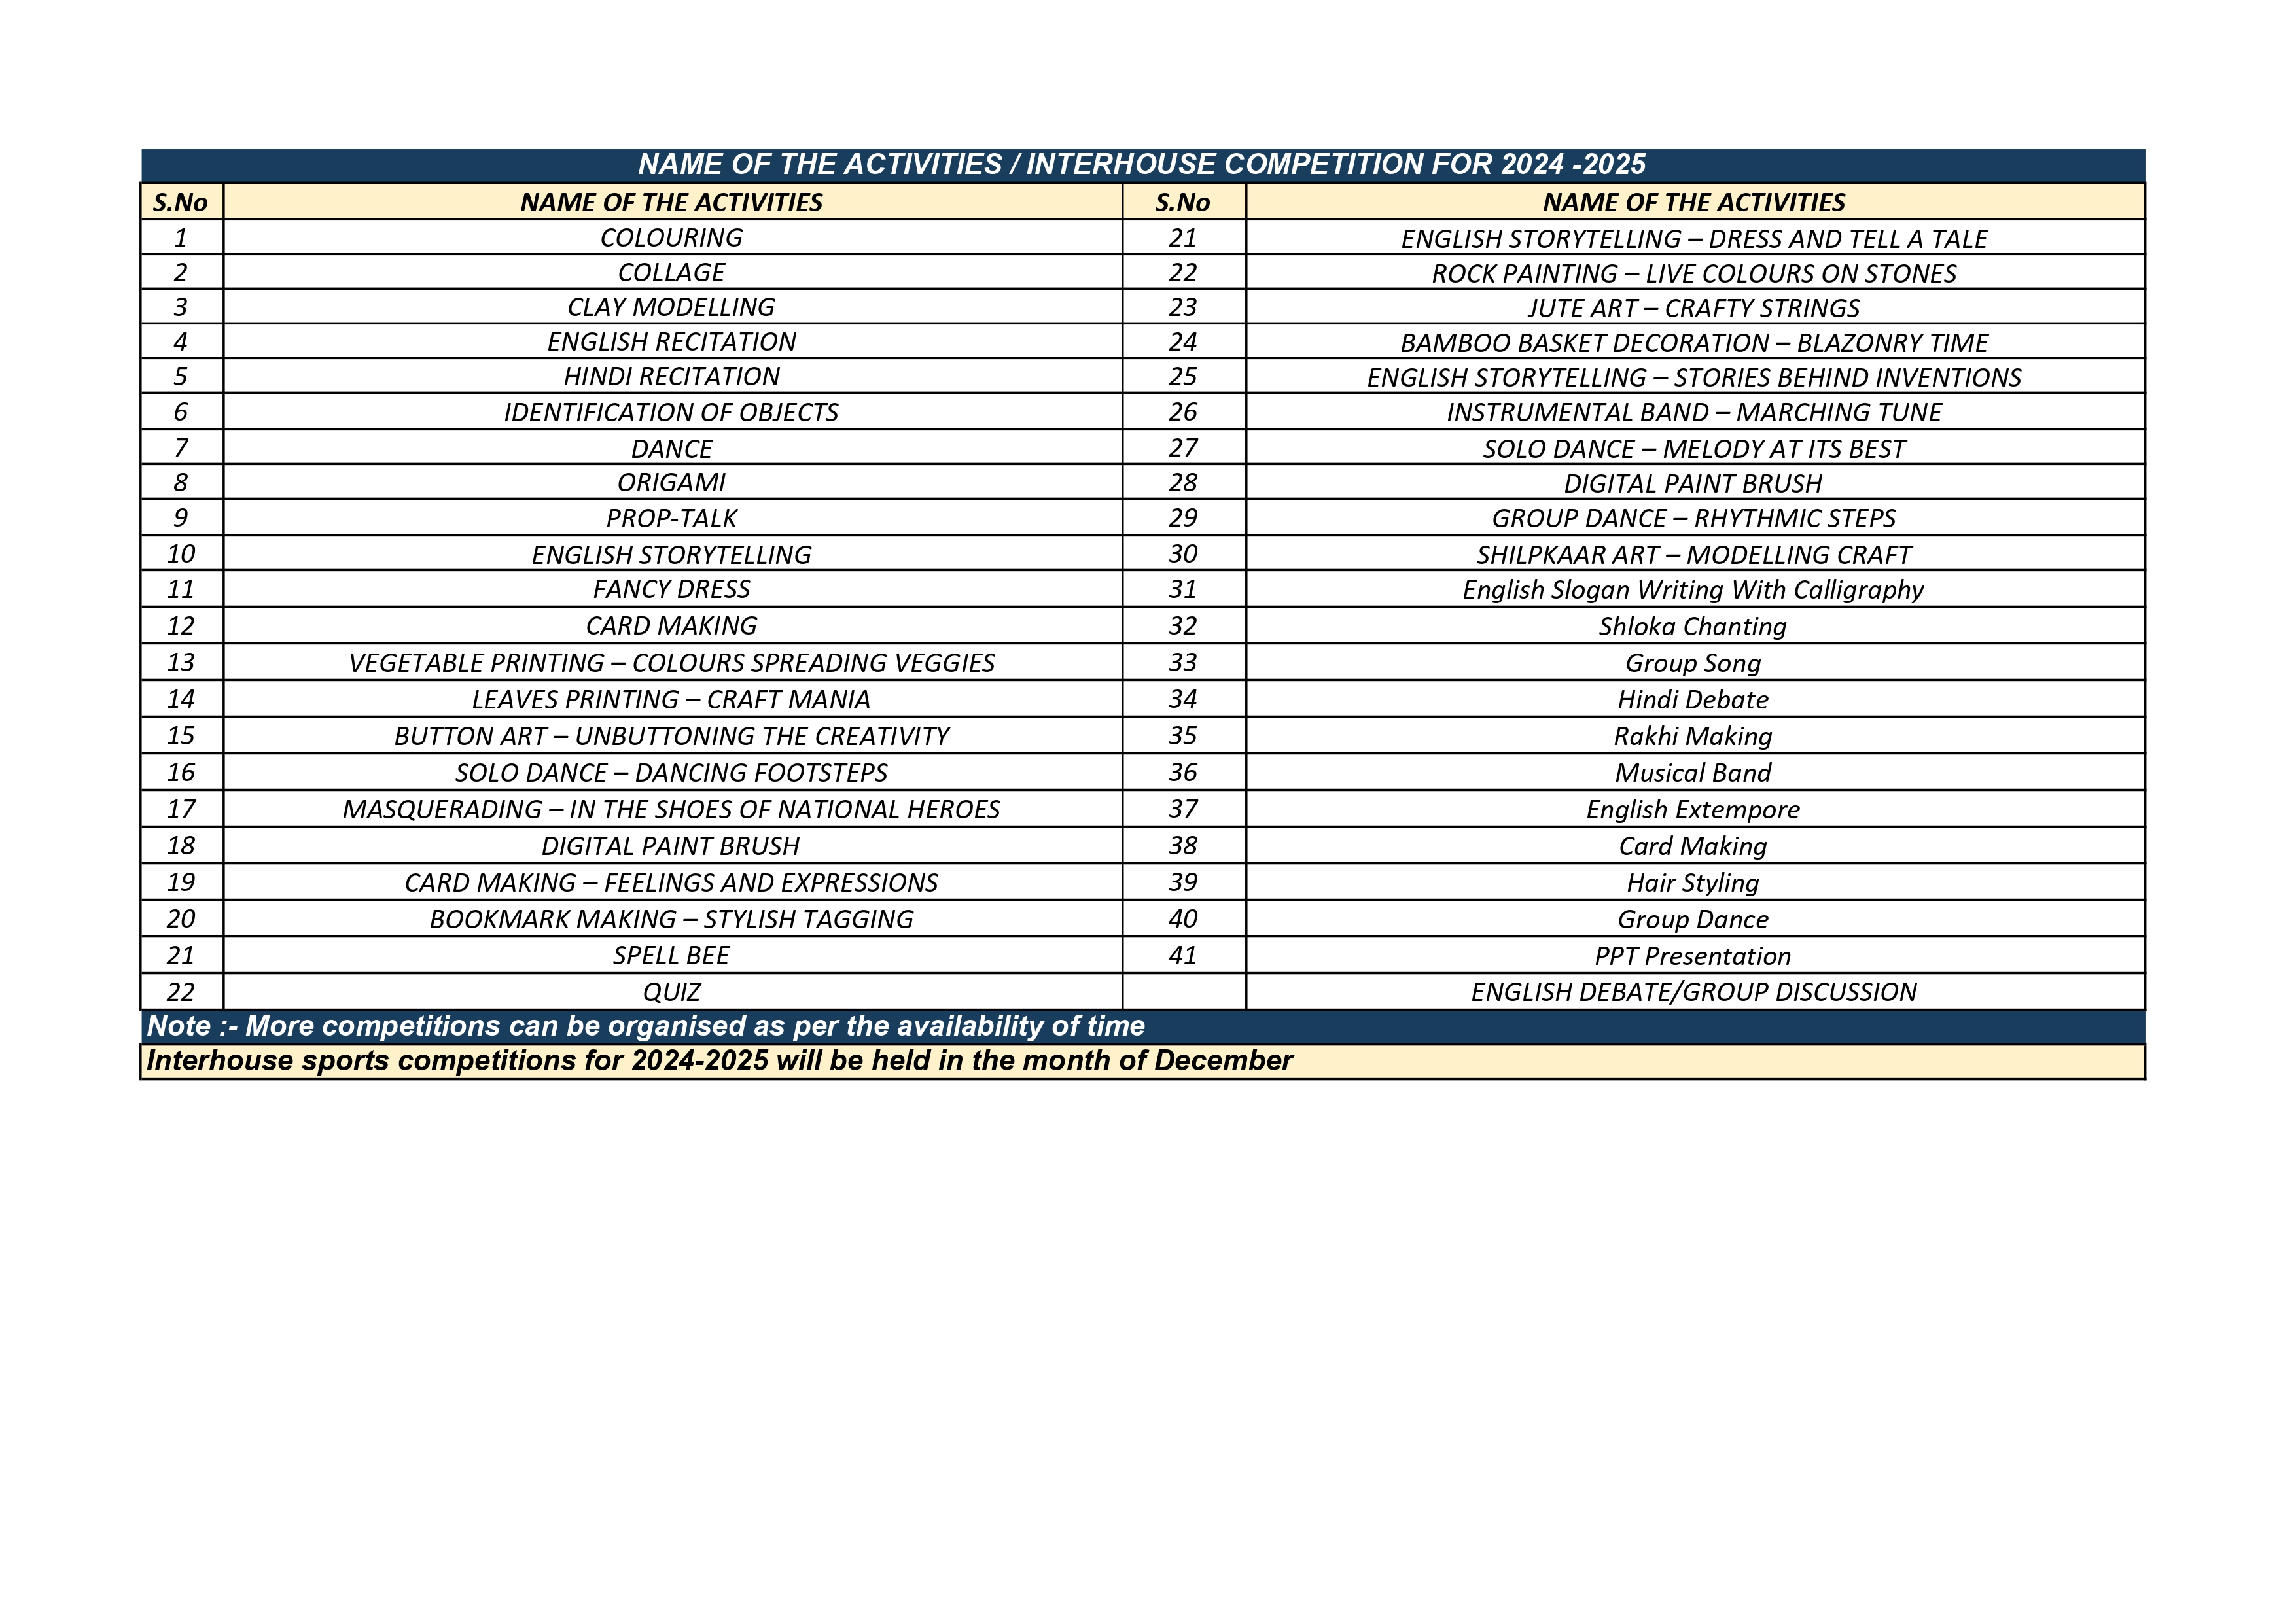 NAME OF THE ACTIVITIES / INTERHOUSE COMPETITION FOR 2024 -2025
S.No NAME OF THE ACTIVITIES S.No NAME OF THE ACTIVITIES
1 COLOURING 21 ENGLISH STORYTELLING – DRESS AND TELL A TALE
2 COLLAGE 22 ROCK PAINTING – LIVE COLOURS ON STONES
3 CLAY MODELLING 23 JUTE ART – CRAFTY STRINGS
4 ENGLISH RECITATION 24 BAMBOO BASKET DECORATION – BLAZONRY TIME
5 HINDI RECITATION 25 ENGLISH STORYTELLING – STORIES BEHIND INVENTIONS
6 IDENTIFICATION OF OBJECTS 26 INSTRUMENTAL BAND – MARCHING TUNE
7 DANCE 27 SOLO DANCE – MELODY AT ITS BEST
8 ORIGAMI 28 DIGITAL PAINT BRUSH
9 PROP-TALK 29 GROUP DANCE – RHYTHMIC STEPS
10 ENGLISH STORYTELLING 30 SHILPKAAR ART – MODELLING CRAFT
11 FANCY DRESS 31 English Slogan Writing With Calligraphy
12 CARD MAKING 32 Shloka Chanting
13 VEGETABLE PRINTING – COLOURS SPREADING VEGGIES 33 Group Song
14 LEAVES PRINTING – CRAFT MANIA 34 Hindi Debate
15 BUTTON ART – UNBUTTONING THE CREATIVITY 35 Rakhi Making
16 SOLO DANCE – DANCING FOOTSTEPS 36 Musical Band
17 MASQUERADING – IN THE SHOES OF NATIONAL HEROES 37 English Extempore
18 DIGITAL PAINT BRUSH 38 Card Making
19 CARD MAKING – FEELINGS AND EXPRESSIONS 39 Hair Styling
20 BOOKMARK MAKING – STYLISH TAGGING 40 Group Dance
21 SPELL BEE 41 PPT Presentation
22 QUIZ ENGLISH DEBATE/GROUP DISCUSSION
Note :- More competitions can be organised as per the availability of time
Interhouse sports competitions for 2024-2025 will be held in the month of December